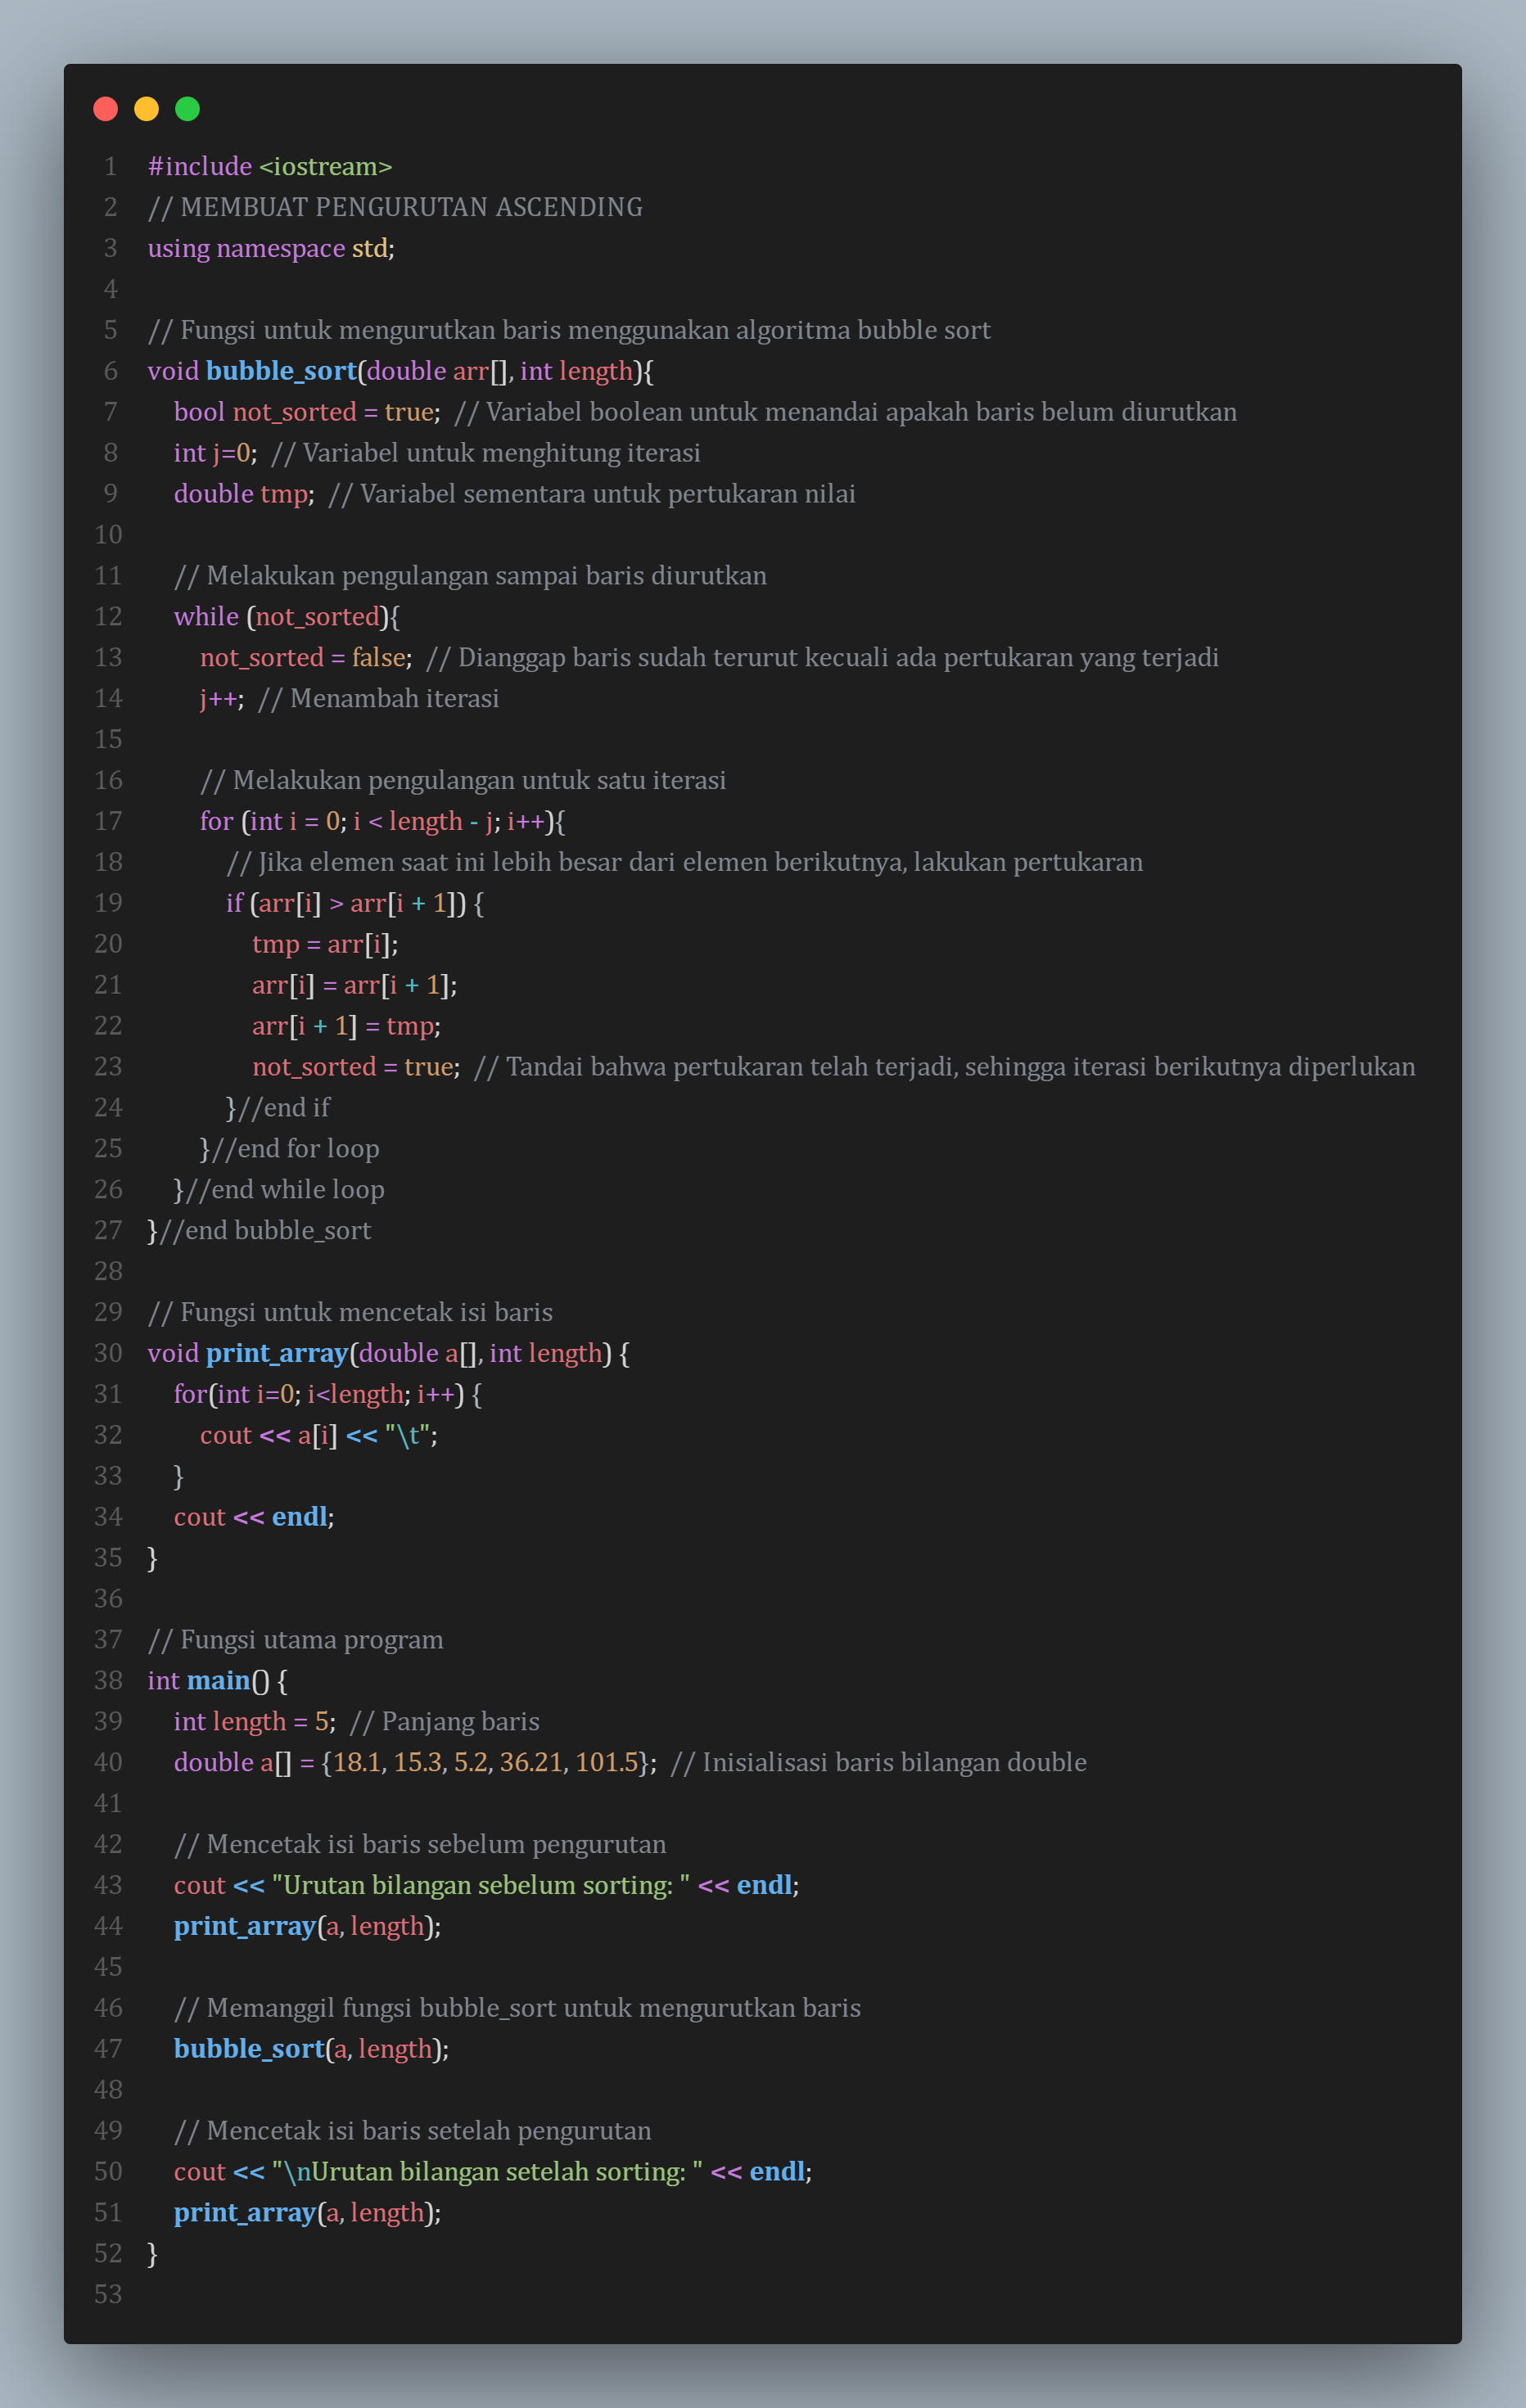 1 #include <iostream>
2 // MEMBUAT PENGURUTAN ASCENDING
3 using namespace std;
4
5 // Fungsi untuk mengurutkan baris menggunakan algoritma bubble sort
6 void bubble_sort(double arr[], int length){
7     bool not_sorted = true;  // Variabel boolean untuk menandai apakah baris belum diurutkan
8     int j=0;  // Variabel untuk menghitung iterasi
9     double tmp;  // Variabel sementara untuk pertukaran nilai
10
11     // Melakukan pengulangan sampai baris diurutkan
12     while (not_sorted){
13         not_sorted = false;  // Dianggap baris sudah terurut kecuali ada pertukaran yang terjadi
14         j++;  // Menambah iterasi
15
16         // Melakukan pengulangan untuk satu iterasi
17         for (int i = 0; i < length - j; i++){
18             // Jika elemen saat ini lebih besar dari elemen berikutnya, lakukan pertukaran
19             if (arr[i] > arr[i + 1]) {
20                 tmp = arr[i];
21                 arr[i] = arr[i + 1];
22                 arr[i + 1] = tmp;
23                 not_sorted = true;  // Tandai bahwa pertukaran telah terjadi, sehingga iterasi berikutnya diperlukan
24             }//end if
25         }//end for loop
26     }//end while loop
27 }//end bubble_sort
28
29 // Fungsi untuk mencetak isi baris
30 void print_array(double a[], int length) {
31     for(int i=0; i<length; i++) {
32         cout << a[i] << "\t";
33     }
34     cout << endl;
35 }
36
37 // Fungsi utama program
38 int main() {
39     int length = 5;  // Panjang baris
40     double a[] = {18.1, 15.3, 5.2, 36.21, 101.5};  // Inisialisasi baris bilangan double
41
42     // Mencetak isi baris sebelum pengurutan
43     cout << "Urutan bilangan sebelum sorting: " << endl;
44     print_array(a, length);
45
46     // Memanggil fungsi bubble_sort untuk mengurutkan baris
47     bubble_sort(a, length);
48
49     // Mencetak isi baris setelah pengurutan
50     cout << "\nUrutan bilangan setelah sorting: " << endl;
51     print_array(a, length);
52 }
53